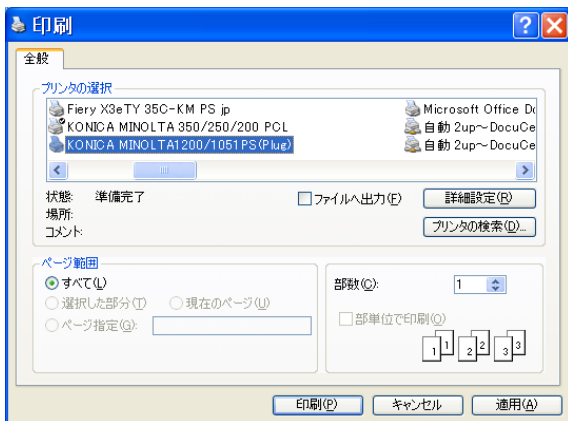 印刷
全般
プリンタの選択
Fiery X3eTY 35C-KM PS jp
KONICA MINOLTA 350/250/200 PCL
KONICA MINOLTA1200/1051PS(Plug)
Microsoft Office Do
自動 2up～DocuCe
自動 2up～DocuCe
状態: 準備完了
場所:
コメント:
ファイルへ出力(F)
詳細設定(R)
プリンタの検索(D)...
ページ範囲
すべて(L)
選択した部分(T) 現在のページ(U)
ページ指定(G):
部数(C): 1
部単位で印刷(O)
1 1 2 2 3 3
印刷(P) キャンセル 適用(A)